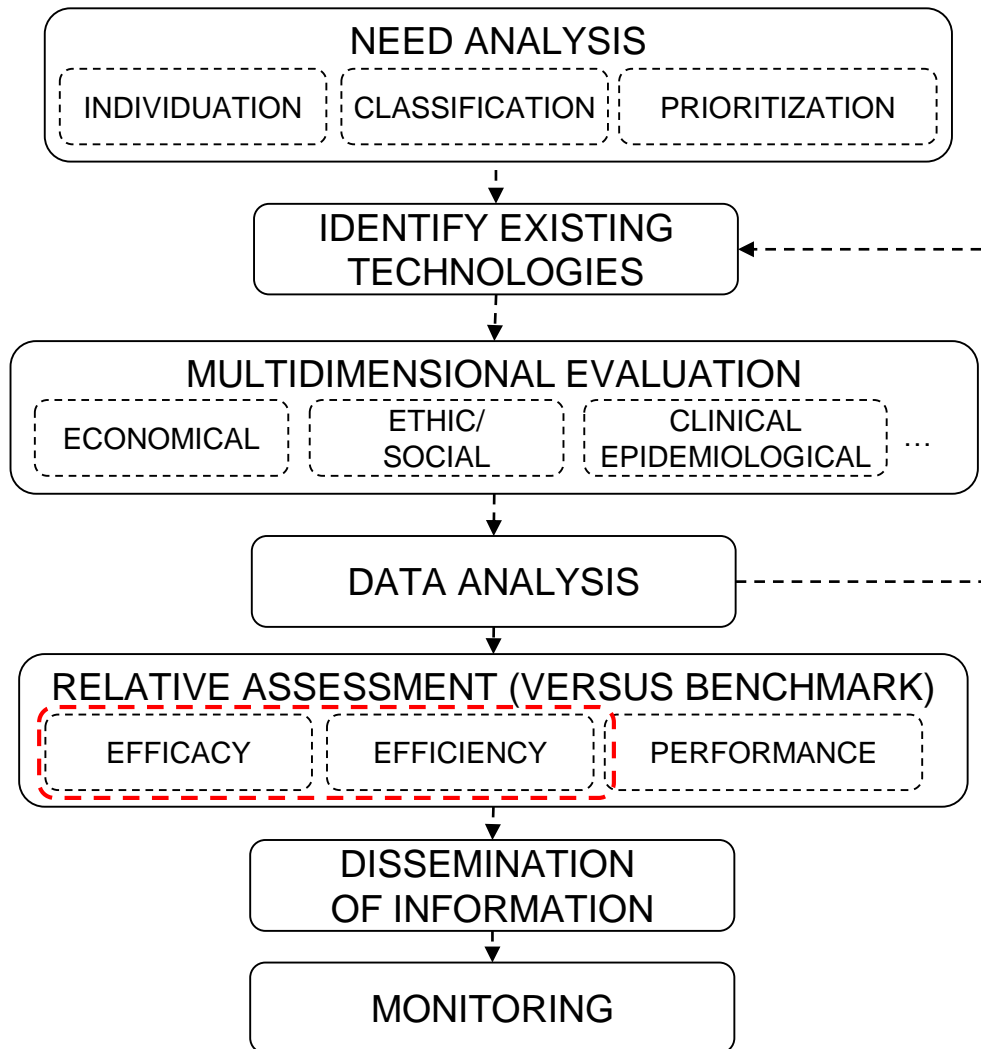 NEED ANALYSIS
INDIVIDUATION
CLASSIFICATION
PRIORITIZATION
IDENTIFY EXISTING
TECHNOLOGIES
MULTIDIMENSIONAL EVALUATION
ECONOMICAL
ETHIC/
SOCIAL
CLINICAL
EPIDEMIOLOGICAL
...
DATA ANALYSIS
RELATIVE ASSESSMENT (VERSUS BENCHMARK)
EFFICACY
EFFICIENCY
PERFORMANCE
DISSEMINATION
OF INFORMATION
MONITORING